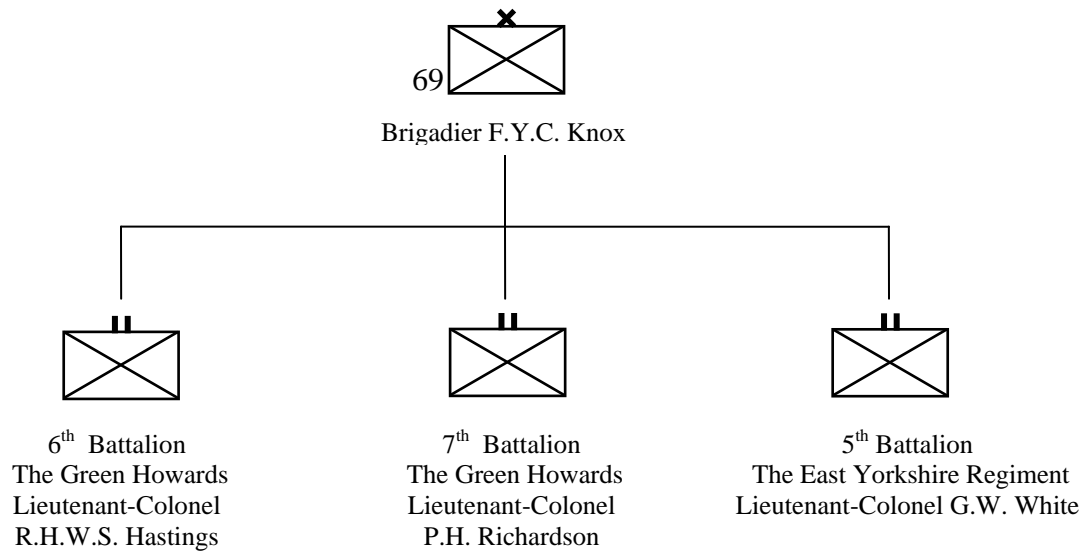 69
Brigadier F.Y.C. Knox
6th Battalion
The Green Howards
Lieutenant-Colonel
R.H.W.S. Hastings
7th Battalion
The Green Howards
Lieutenant-Colonel
P.H. Richardson
5th Battalion
The East Yorkshire Regiment
Lieutenant-Colonel G.W. White